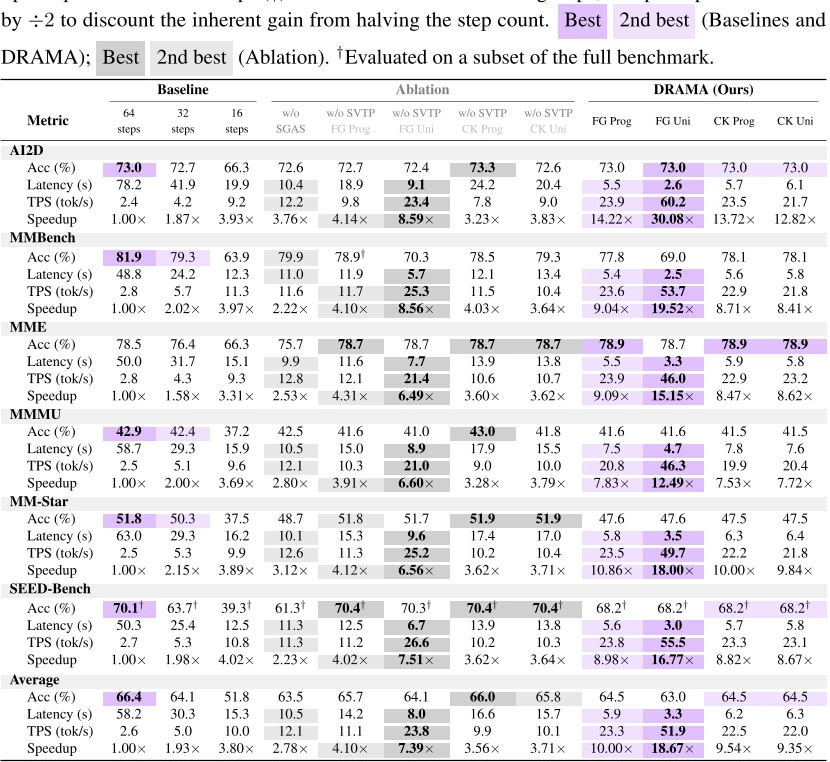 by ÷2 to discount the inherent gain from halving the step count. Best 2nd best (Baselines and
DRAMA); Best 2nd best (Ablation). †Evaluated on a subset of the full benchmark.
Baseline Ablation DRAMA (Ours)
Metric 64 steps 32 steps 16 steps w/o SGAS w/o SVTP FG Prog w/o SVTP FG Uni w/o SVTP CK Prog w/o SVTP CK Uni FG Prog FG Uni CK Prog CK Uni
AI2D
Acc (%) 73.0 72.7 66.3 72.6 72.7 72.4 73.3 72.6 73.0 73.0 73.0 73.0
Latency (s) 78.2 41.9 19.9 10.4 18.9 9.1 24.2 20.4 5.5 2.6 5.7 6.1
TPS (tok/s) 2.4 4.2 9.2 12.2 9.8 23.4 7.8 9.0 23.9 60.2 23.5 21.7
Speedup 1.00× 1.87× 3.93× 3.76× 4.14× 8.59× 3.23× 3.83× 14.22× 30.08× 13.72× 12.82×
MMBench
Acc (%) 81.9 79.3 63.9 79.9 78.9† 70.3 78.5 79.3 77.8 69.0 78.1 78.1
Latency (s) 48.8 24.2 12.3 11.0 11.9 5.7 12.1 13.4 5.4 2.5 5.6 5.8
TPS (tok/s) 2.8 5.7 11.3 11.6 11.7 25.3 11.5 10.4 23.6 53.7 22.9 21.8
Speedup 1.00× 2.02× 3.97× 2.22× 4.10× 8.56× 4.03× 3.64× 9.04× 19.52× 8.71× 8.41×
MME
Acc (%) 78.5 76.4 66.3 75.7 78.7 78.7 78.7 78.7 78.9 78.7 78.9 78.9
Latency (s) 50.0 31.7 15.1 9.9 11.6 7.7 13.9 13.8 5.5 3.3 5.9 5.8
TPS (tok/s) 2.8 4.3 9.3 12.8 12.1 21.4 10.6 10.7 23.9 46.0 22.9 23.2
Speedup 1.00× 1.58× 3.31× 2.53× 4.31× 6.49× 3.60× 3.62× 9.09× 15.15× 8.47× 8.62×
MMMU
Acc (%) 42.9 42.4 37.2 42.5 41.6 41.0 43.0 41.8 41.6 41.6 41.5 41.5
Latency (s) 58.7 29.3 15.9 10.5 15.0 8.9 17.9 15.5 7.5 4.7 7.8 7.6
TPS (tok/s) 2.5 5.1 9.6 12.1 10.3 21.0 9.0 10.0 20.8 46.3 19.9 20.4
Speedup 1.00× 2.00× 3.69× 2.80× 3.91× 6.60× 3.28× 3.79× 7.83× 12.49× 7.53× 7.72×
MM-Star
Acc (%) 51.8 50.3 37.5 48.7 51.8 51.7 51.9 51.9 47.6 47.6 47.5 47.5
Latency (s) 63.0 29.3 16.2 10.1 15.3 9.6 17.4 17.0 5.8 3.5 6.3 6.4
TPS (tok/s) 2.5 5.3 9.9 12.6 11.3 25.2 10.2 10.4 23.5 49.7 22.2 21.8
Speedup 1.00× 2.15× 3.89× 3.12× 4.12× 6.56× 3.62× 3.71× 10.86× 18.00× 10.00× 9.84×
SEED-Bench
Acc (%) 70.1† 63.7† 39.3† 61.3† 70.4† 70.3† 70.4† 70.4† 68.2† 68.2† 68.2† 68.2†
Latency (s) 50.3 25.4 12.5 11.3 12.5 6.7 13.9 13.8 5.6 3.0 5.7 5.8
TPS (tok/s) 2.7 5.3 10.8 11.3 11.2 26.6 10.2 10.3 23.8 55.5 23.3 23.1
Speedup 1.00× 1.98× 4.02× 2.23× 4.02× 7.51× 3.62× 3.64× 8.98× 16.77× 8.82× 8.67×
Average
Acc (%) 66.4 64.1 51.8 63.5 65.7 64.1 66.0 65.8 64.5 63.0 64.5 64.5
Latency (s) 58.2 30.3 15.3 10.5 14.2 8.0 16.6 15.7 5.9 3.3 6.2 6.3
TPS (tok/s) 2.6 5.0 10.0 12.1 11.1 23.8 9.9 10.1 23.3 51.9 22.5 22.0
Speedup 1.00× 1.93× 3.80× 2.78× 4.10× 7.39× 3.56× 3.71× 10.00× 18.67× 9.54× 9.35×